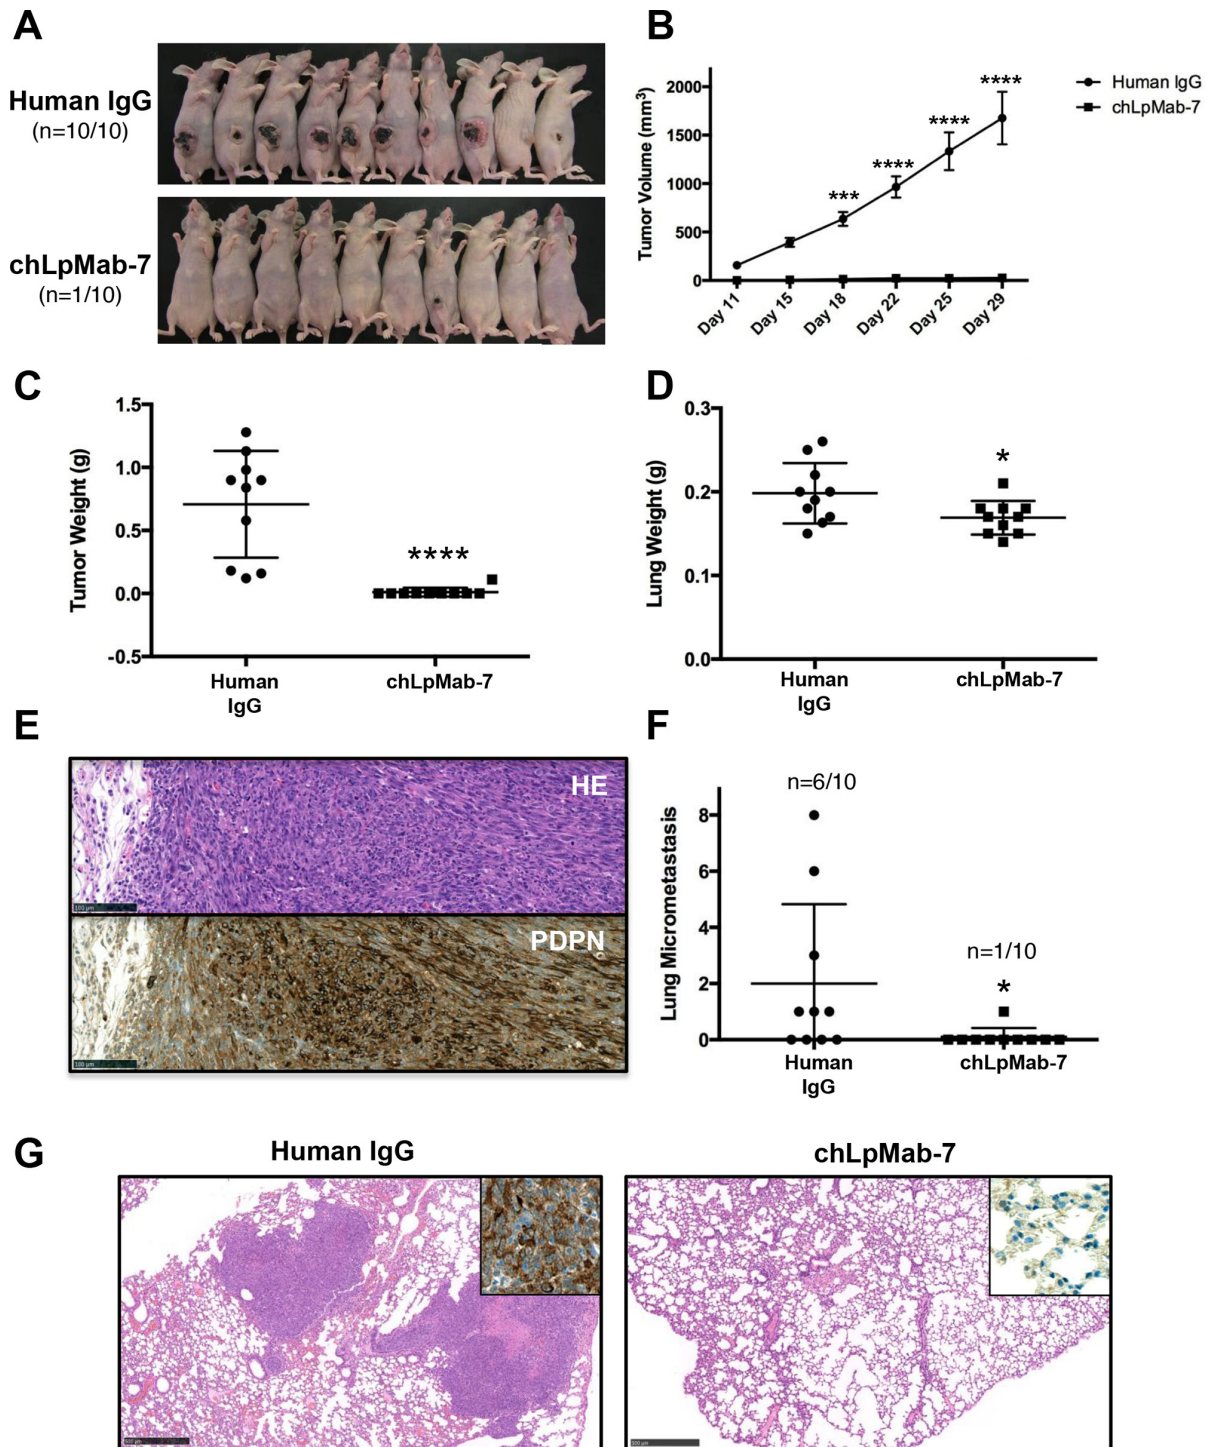 A
Human IgG
(n=10/10)
chLpMab-7
(n=1/10)
B
Tumor Volume (mm³)
2000
1500
1000
500
0
***
****
****
****
Day 11
Day 15
Day 18
Day 22
Day 25
Day 29
Human IgG
chLpMab-7
C
Tumor Weight (g)
1.5
1.0
0.5
0.0
-0.5
****
Human
IgG
chLpMab-7
D
Lung Weight (g)
0.3
0.2
0.1
0.0
*
Human
IgG
chLpMab-7
E
HE
100 µm
PDPN
100 µm
F
Lung Micrometastasis
8
6
4
2
0
n=6/10
n=1/10
*
Human
IgG
chLpMab-7
G
Human IgG
chLpMab-7